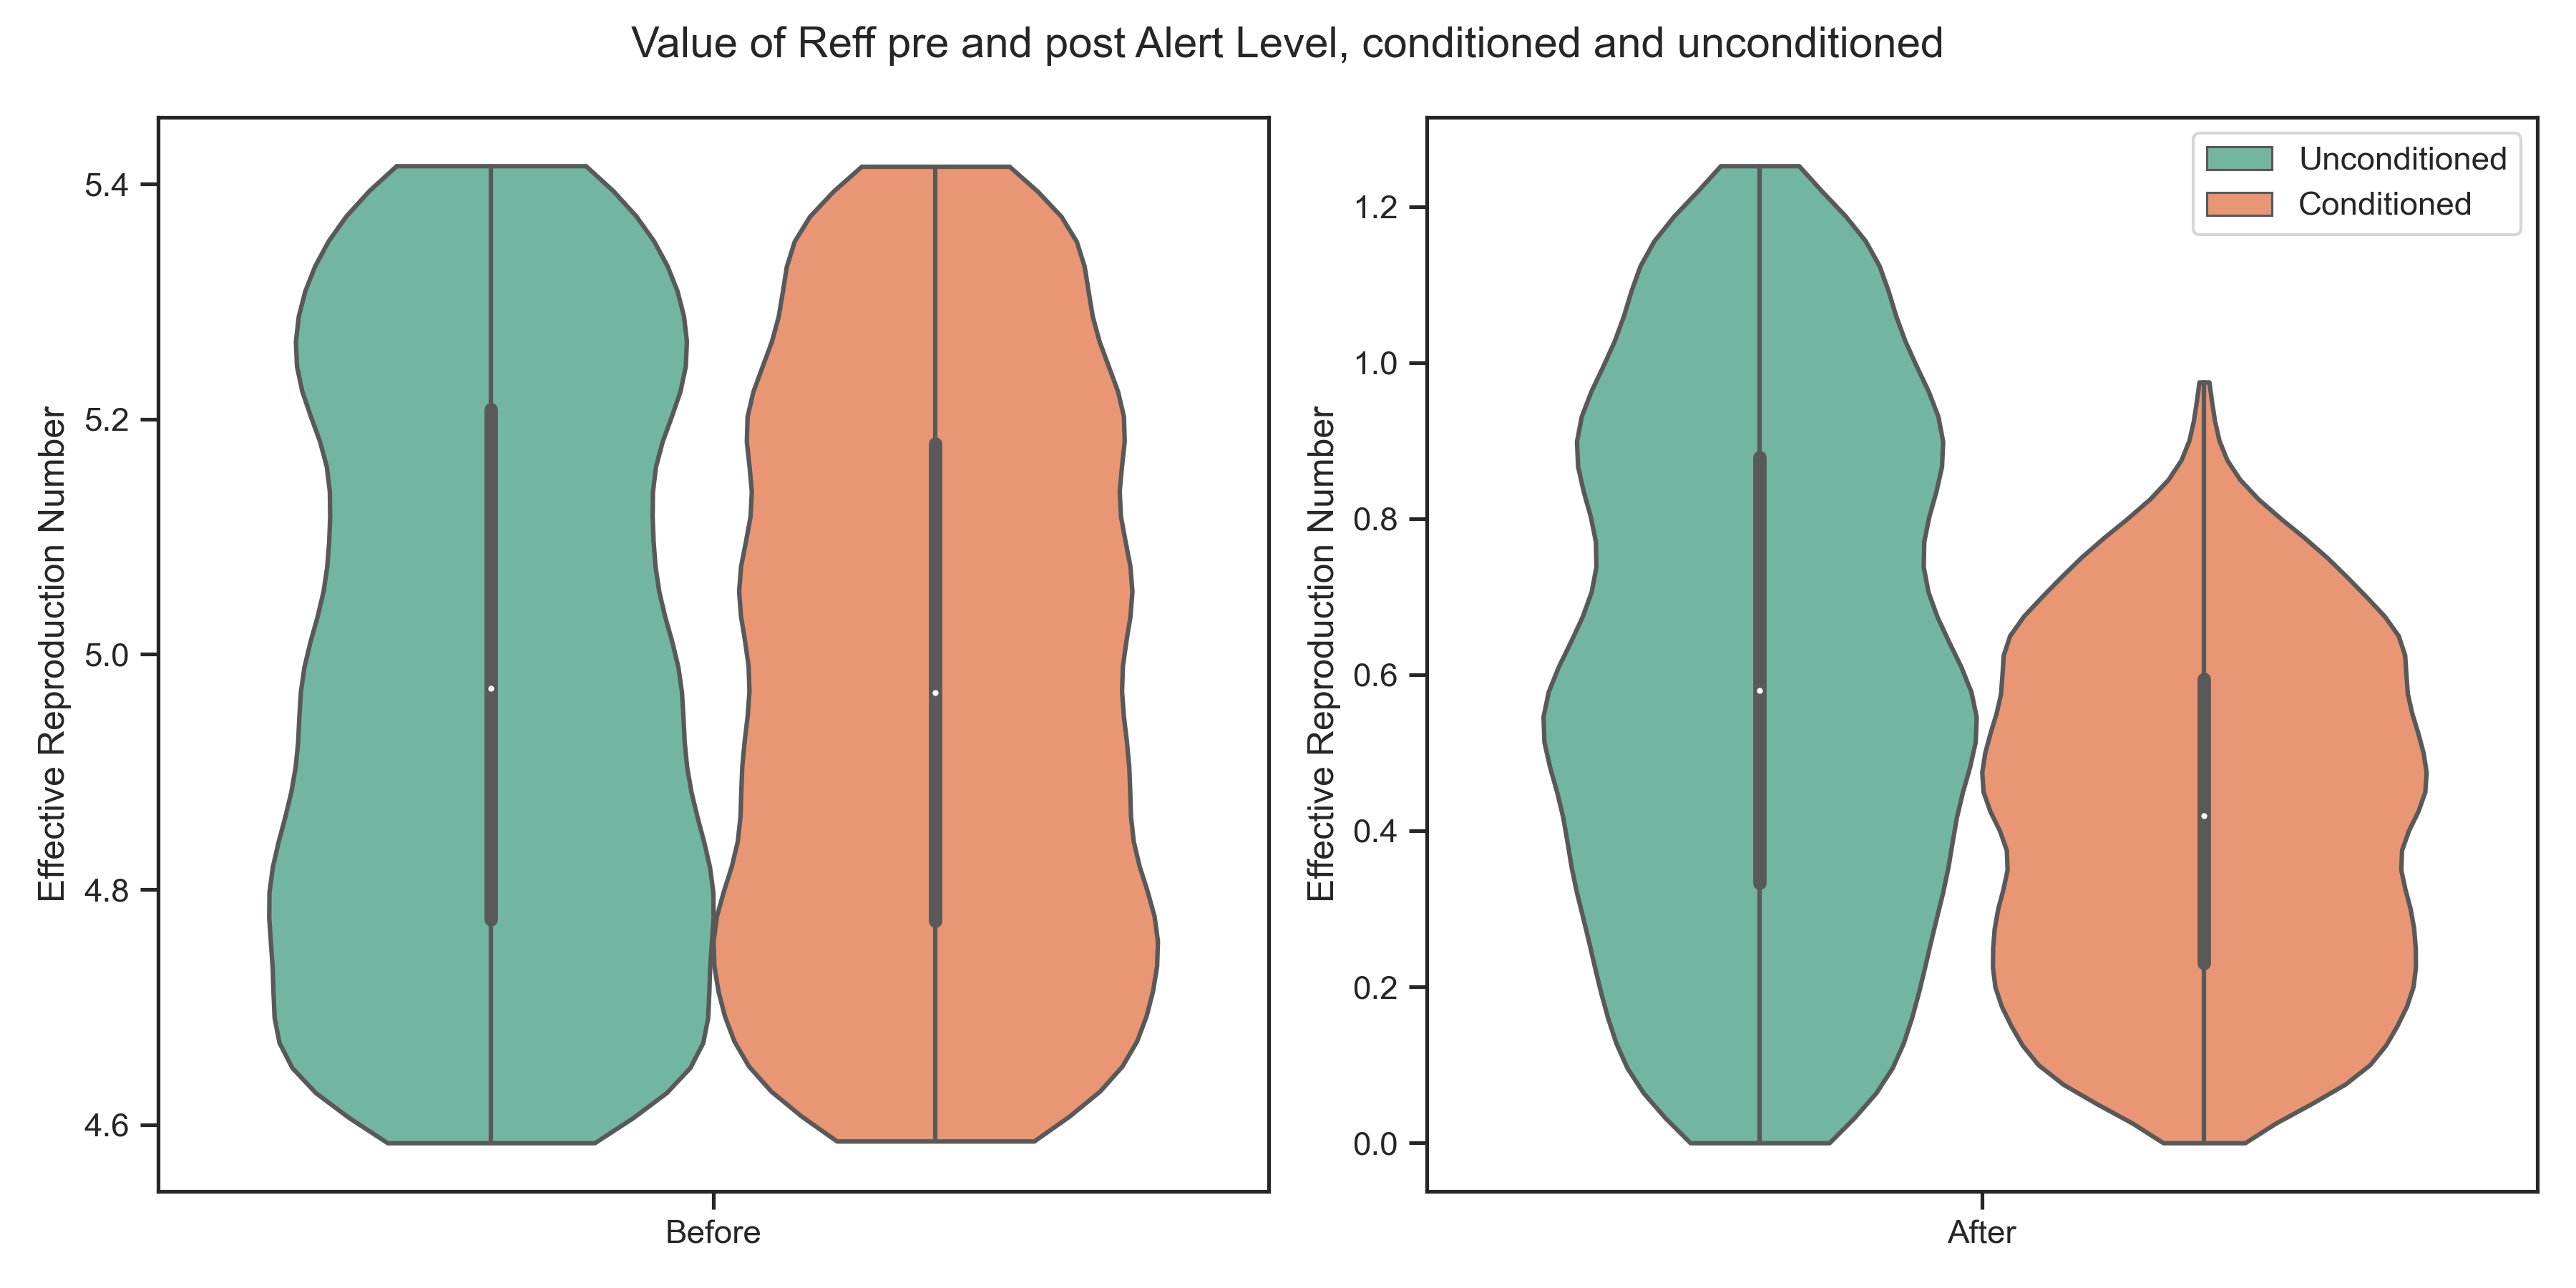 Value of Reff pre and post Alert Level, conditioned and unconditioned
Effective Reproduction Number
5.4
5.2
5.0
4.8
4.6
Before
Effective Reproduction Number
1.2
1.0
0.8
0.6
0.4
0.2
0.0
After
Unconditioned
Conditioned